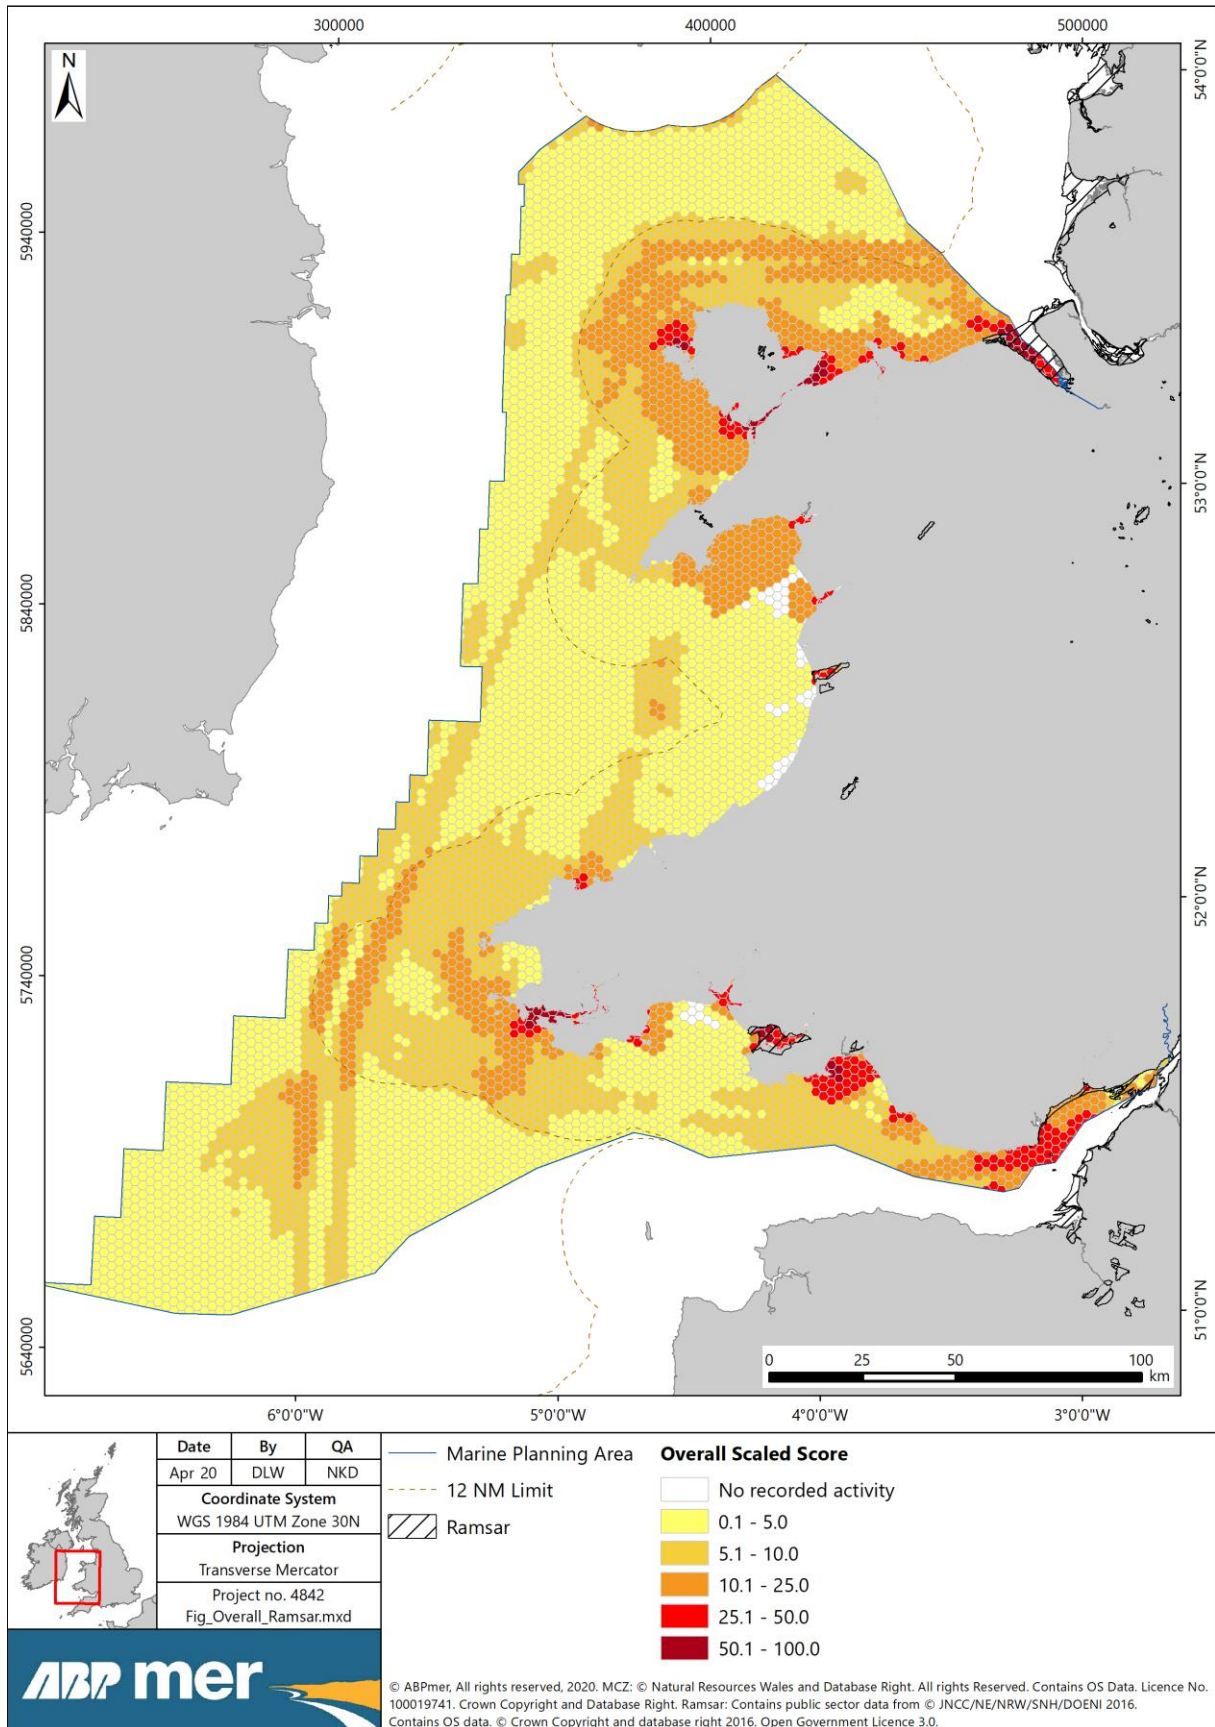 300000
400000
500000
N
54°0'0"N
5940000
53°0'0"N
5840000
52°0'0"N
5740000
51°0'0"N
5640000
0 25 50 100
km
6°0'0"W
5°0'0"W
4°0'0"W
3°0'0"W
Date By QA
Apr 20 DLW NKD
Coordinate System
WGS 1984 UTM Zone 30N
Projection
Transverse Mercator
Project no. 4842
Fig_Overall_Ramsar.mxd
ABP mer
Marine Planning Area
12 NM Limit
Ramsar
Overall Scaled Score
No recorded activity
0.1 - 5.0
5.1 - 10.0
10.1 - 25.0
25.1 - 50.0
50.1 - 100.0
© ABPmer, All rights reserved, 2020. MCZ: © Natural Resources Wales and Database Right. All rights Reserved. Contains OS Data. Licence No.
100019741. Crown Copyright and Database Right. Ramsar: Contains public sector data from © JNCC/NE/NRW/SNH/DOENI 2016.
Contains OS data. © Crown Copyright and database right 2016. Open Government Licence 3.0.